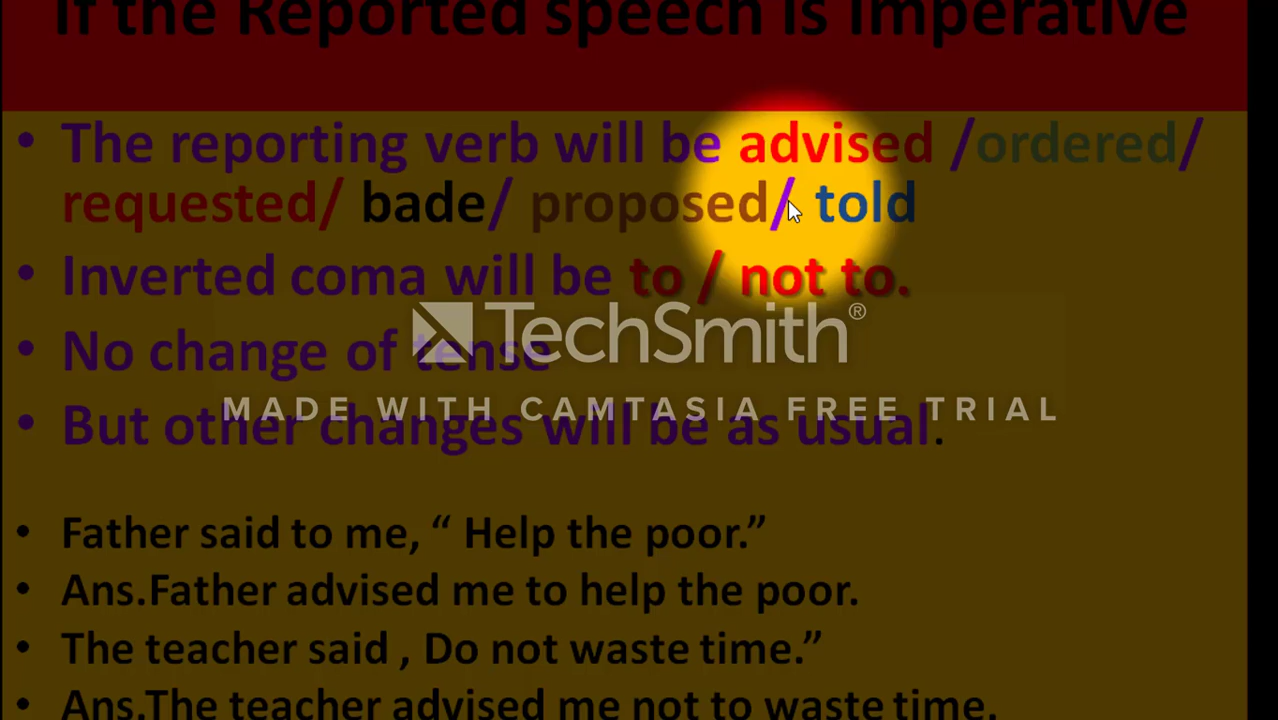 If the Reported speech is Imperative
• The reporting verb will be advised /ordered/
requested/ bade/ proposed/ told
• Inverted coma will be to / not to.
• No change of tense
TechSmith®
MADE WITH CAMTASIA FREE TRIAL
• But other changes will be as usual.
• Father said to me, “ Help the poor.”
• Ans.Father advised me to help the poor.
• The teacher said , Do not waste time.”
• Ans.The teacher advised me not to waste time.